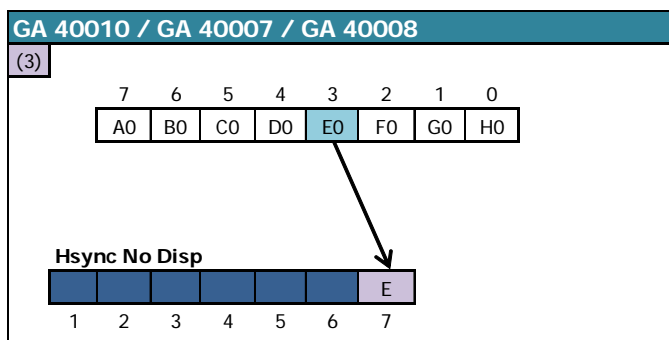 GA 40010 / GA 40007 / GA 40008
(3)
7 6 5 4 3 2 1 0
A0 B0 C0 D0 E0 F0 G0 H0
Hsync No Disp
E
1 2 3 4 5 6 7